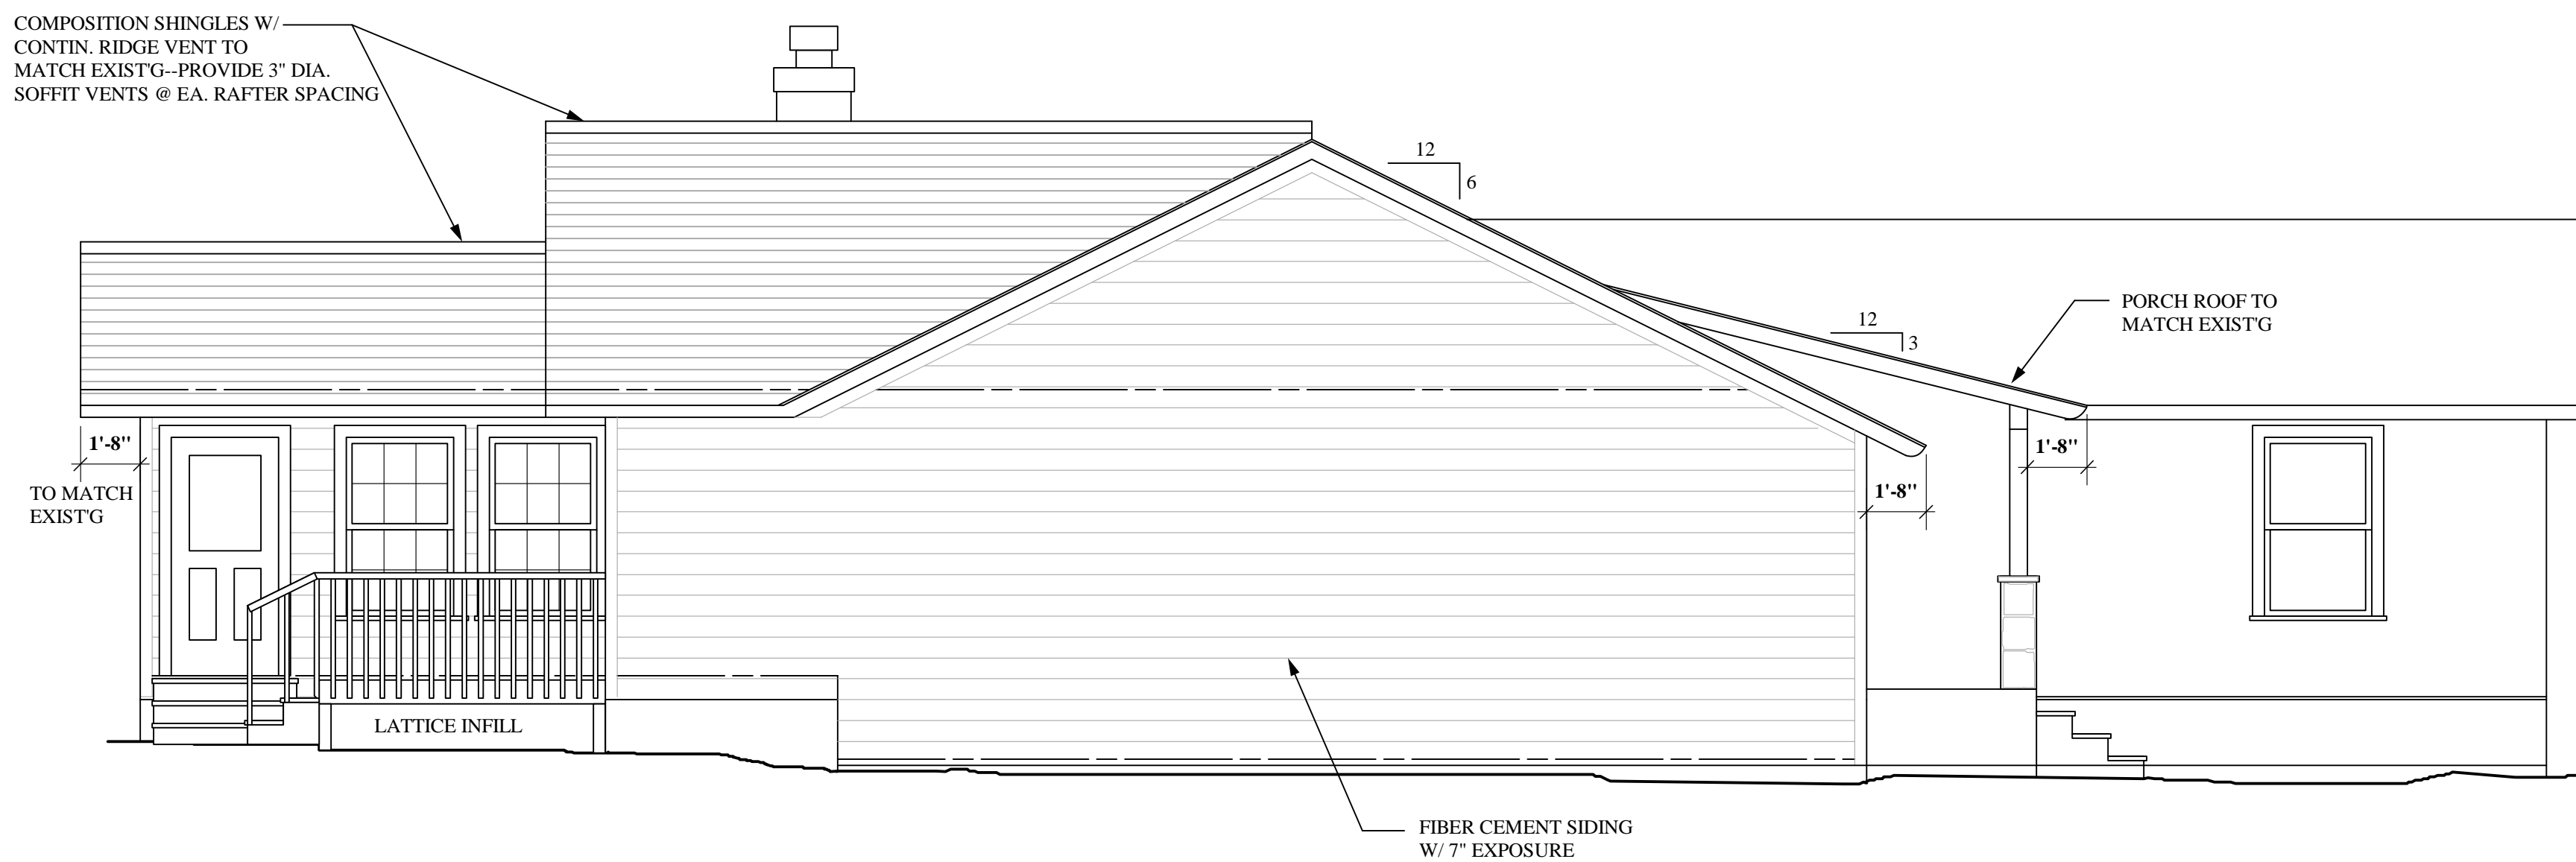 COMPOSITION SHINGLES W/
CONTIN. RIDGE VENT TO
MATCH EXIST'G--PROVIDE 3" DIA.
SOFFIT VENTS @ EA. RAFTER SPACING
12
6
12
3
PORCH ROOF TO
MATCH EXIST'G
1'-8"
TO MATCH
EXIST'G
1'-8"
1'-8"
LATTICE INFILL
FIBER CEMENT SIDING
W/ 7" EXPOSURE